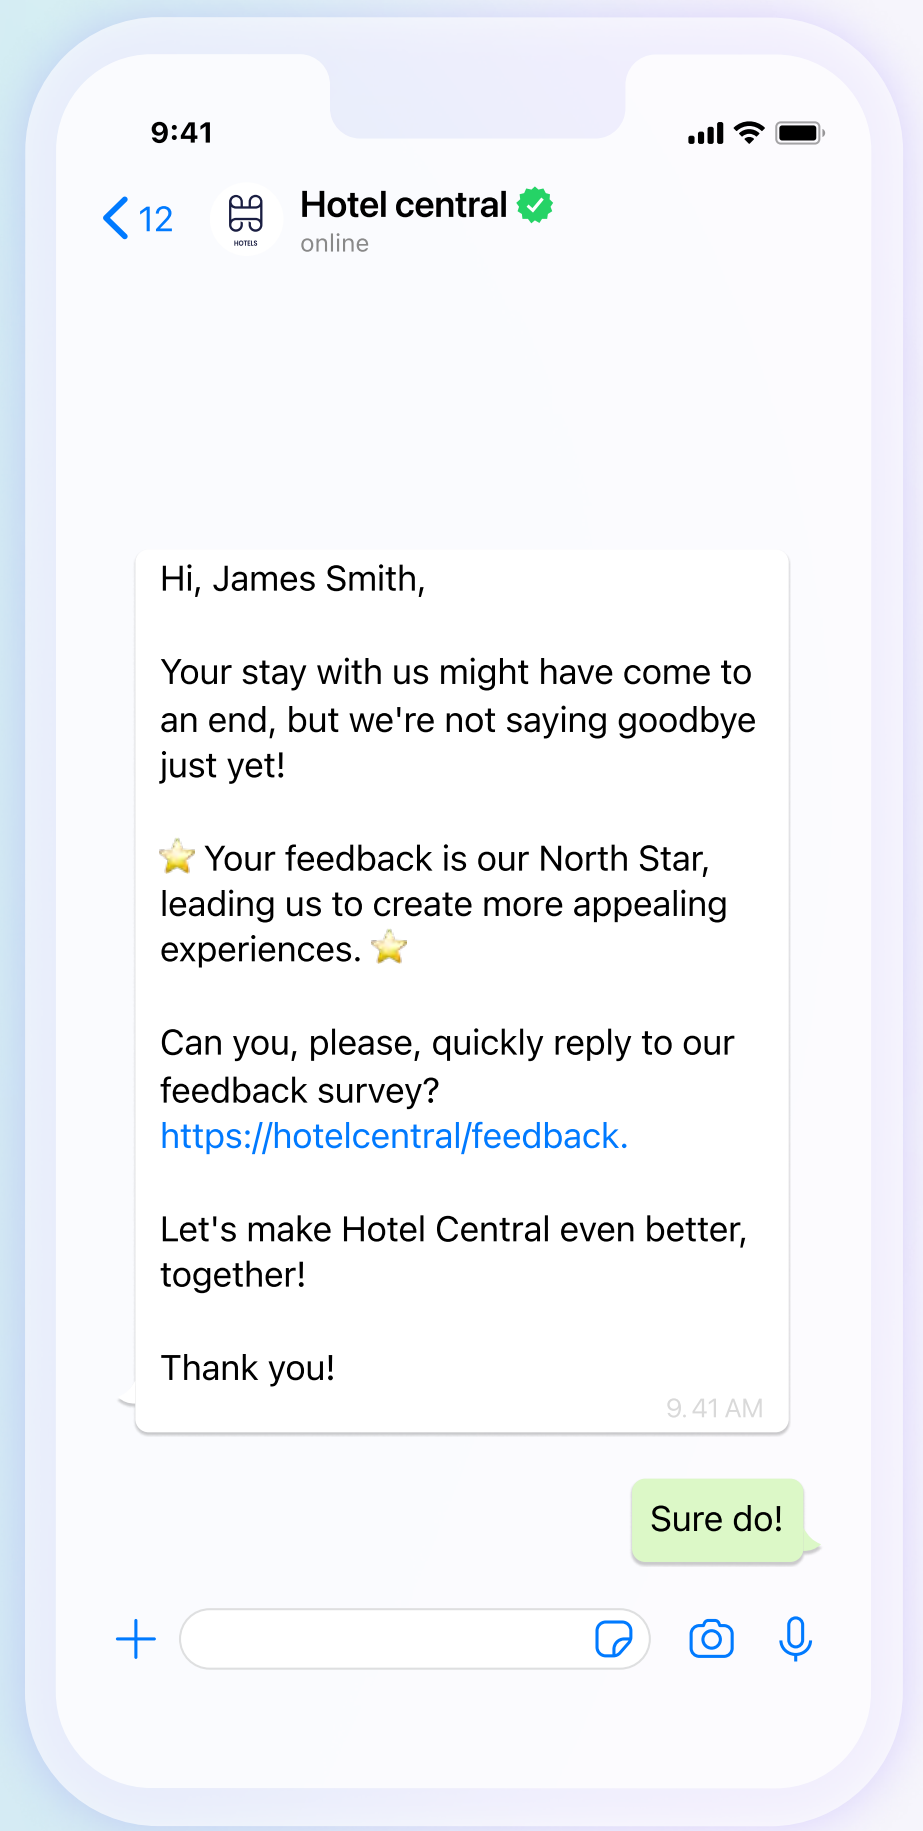 9:41
12
Hotel central
HOTELS
online
Hi, James Smith,
Your stay with us might have come to
an end, but we're not saying goodbye
just yet!
⭐ Your feedback is our North Star,
leading us to create more appealing
experiences. ⭐
Can you, please, quickly reply to our
feedback survey?
https://hotelcentral/feedback.
Let's make Hotel Central even better,
together!
Thank you!
9.41 AM
Sure do!